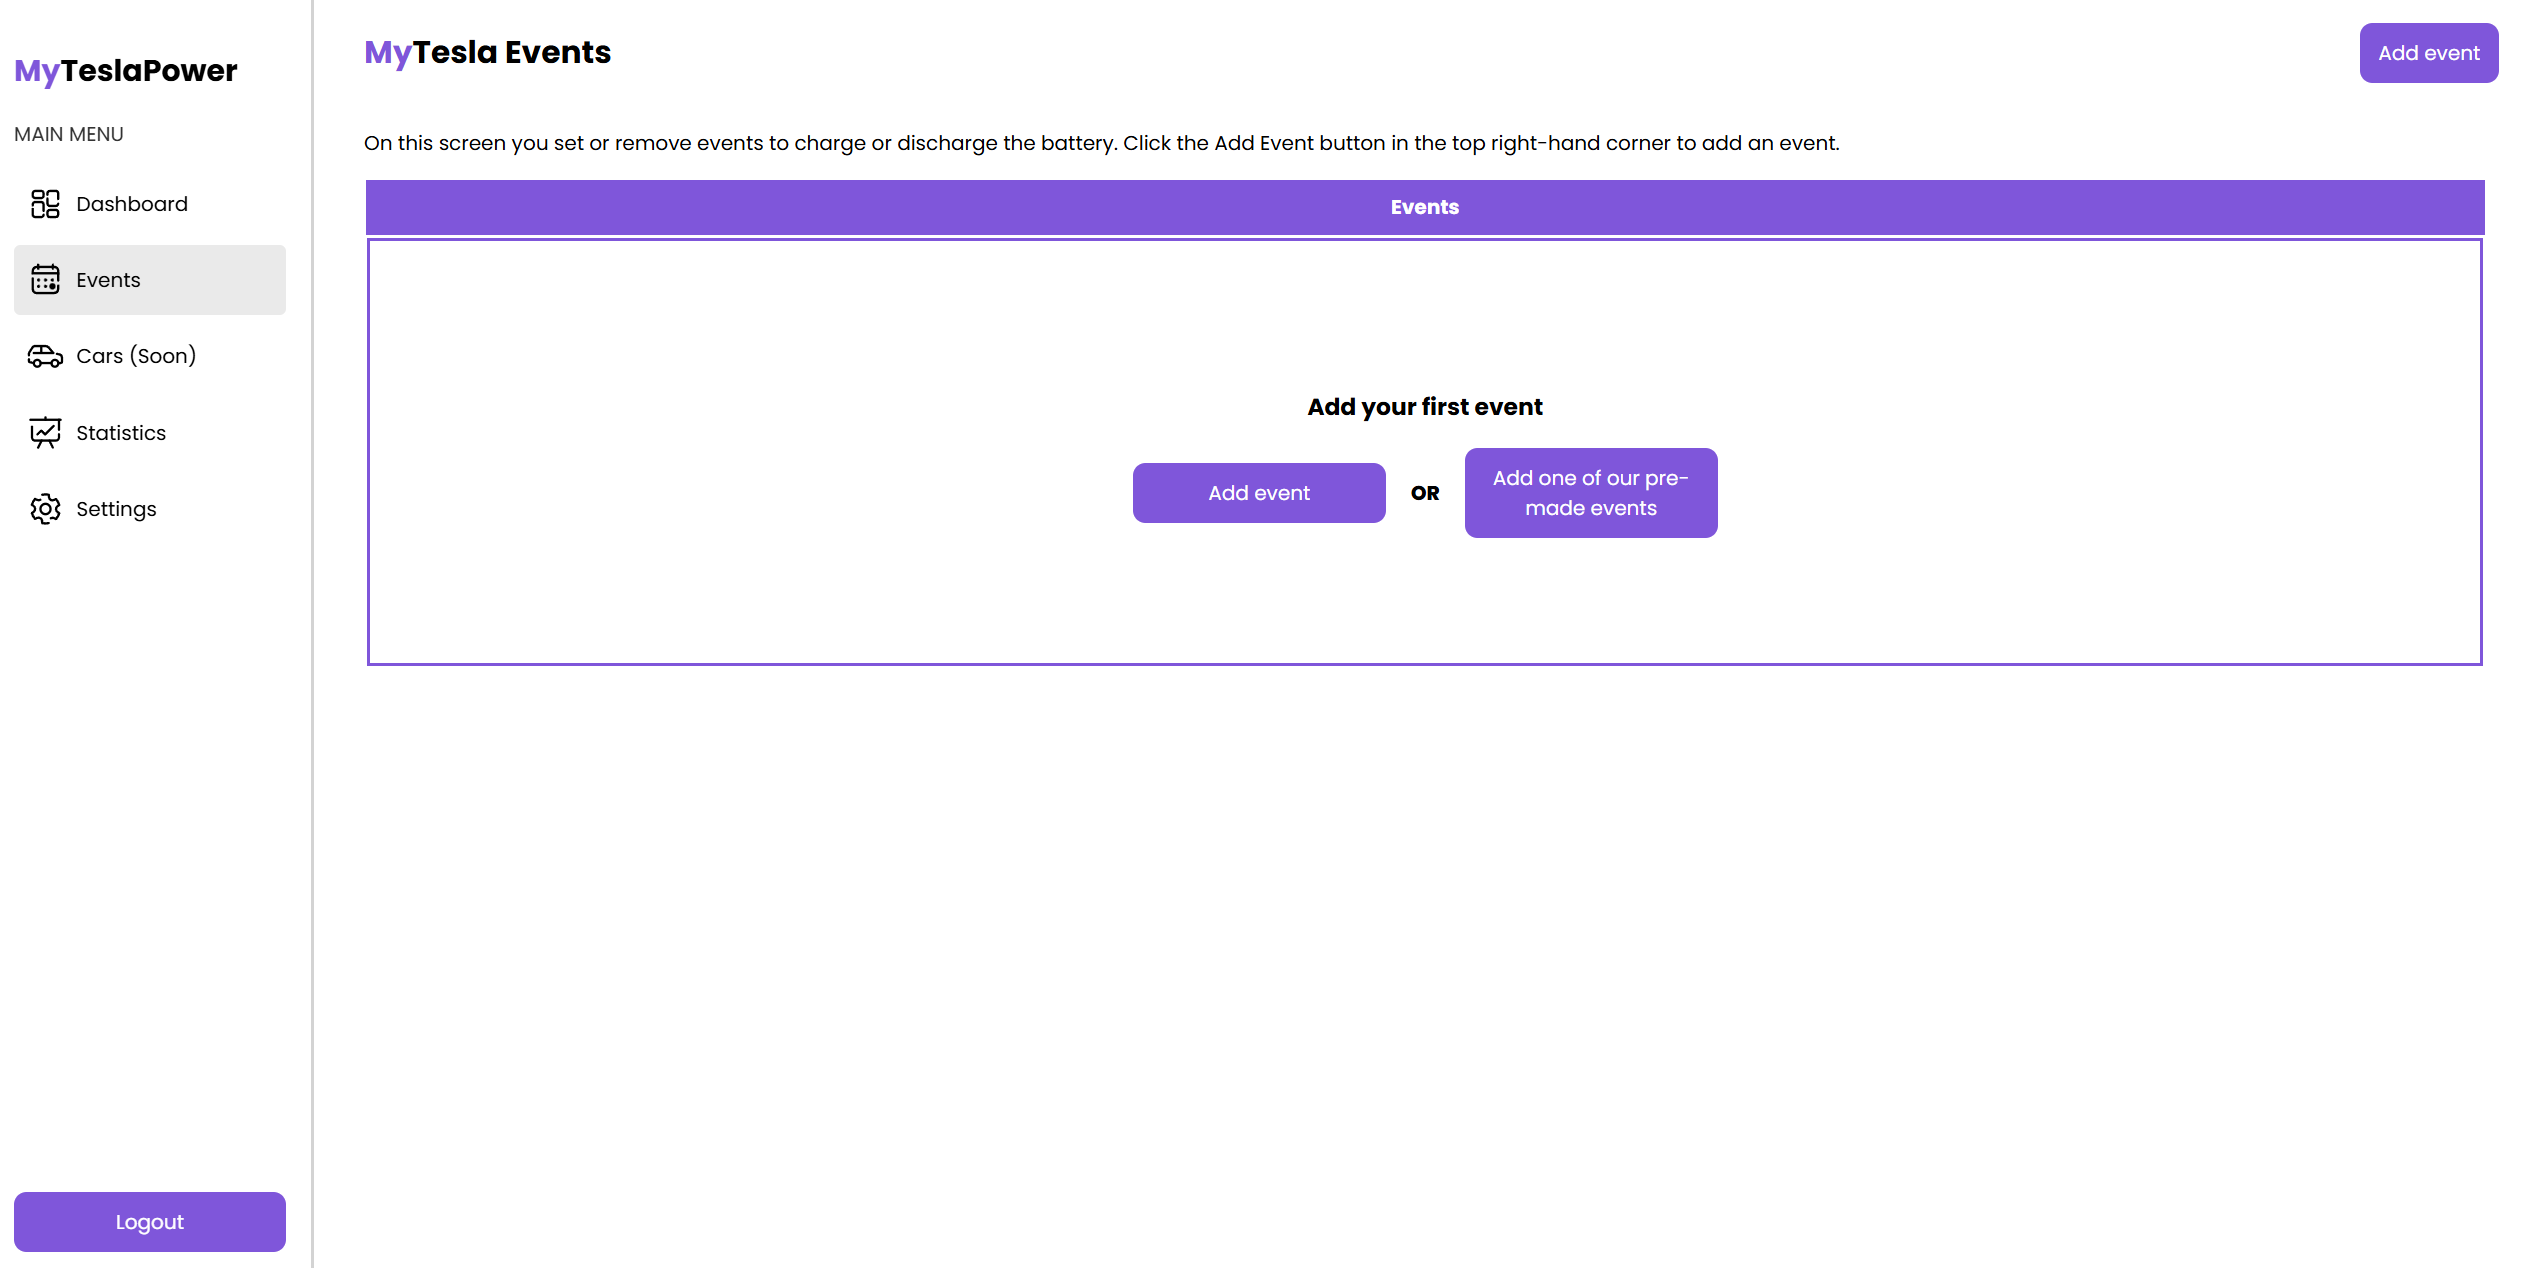 MyTeslaPower
MAIN MENU
Dashboard
Events
Cars (Soon)
Statistics
Settings
Logout
MyTesla Events
Add event
On this screen you set or remove events to charge or discharge the battery. Click the Add Event button in the top right-hand corner to add an event.
Events
Add your first event
Add event
OR
Add one of our pre-
made events